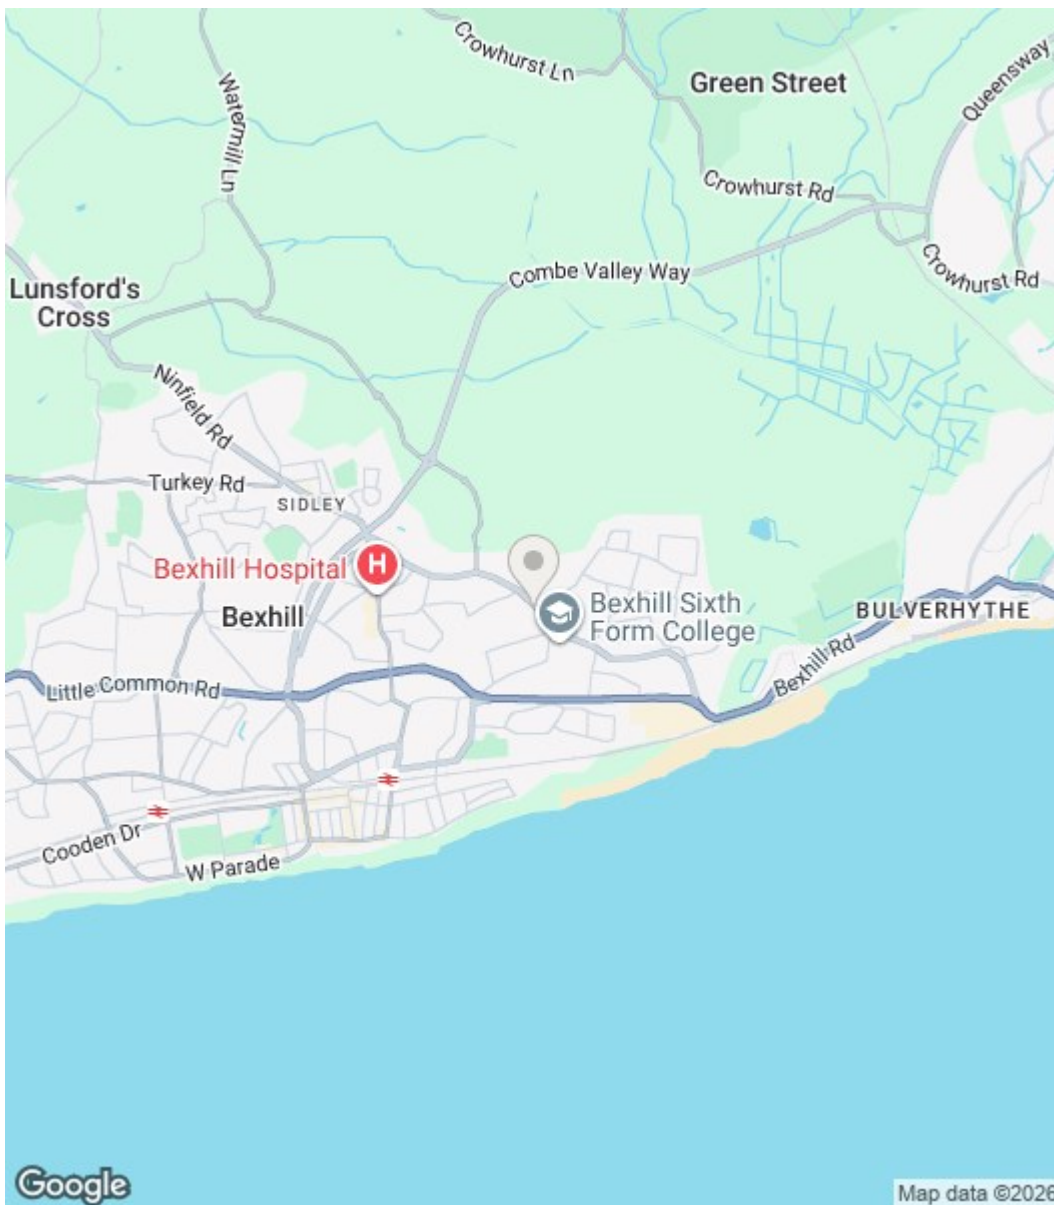 Crowhurst Ln
Green Street
Queensway
Watermill Ln
Crowhurst Rd
Combe Valley Way
Crowhurst Rd
Lunsford's
Cross
Ninfield Rd
Turkey Rd
SIDLEY
H
Bexhill Hospital
Bexhill
Bexhill Sixth
Form College
BULVERHYTHE
Bexhill Rd
Little Common Rd
Cooden Dr
W Parade
Google
Map data ©2026